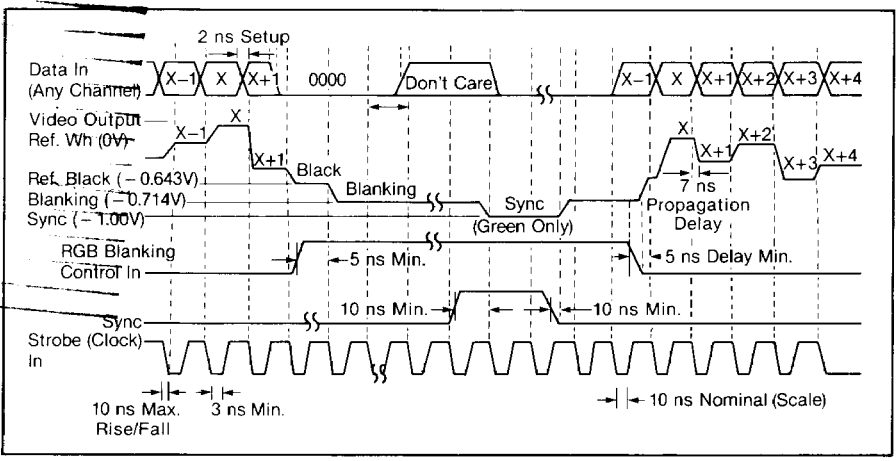 2 ns Setup
Data In
(Any Channel)
X−1 X X+1 0000 Don't Care X−1 X X+1 X+2 X+3 X+4
Video Output
Ref. Wh (0V)
X−1 X X+1 Black Blanking
X X+1 X+2 X+3 X+4
Ref. Black (−0.643V)
Blanking (−0.714V)
Sync (−1.00V)
Sync
(Green Only)
7 ns
Propagation
Delay
RGB Blanking
Control In
5 ns Min.
5 ns Delay Min.
10 ns Min.
10 ns Min.
Sync
Strobe (Clock)
In
10 ns Max.
Rise/Fall
3 ns Min.
10 ns Nominal (Scale)